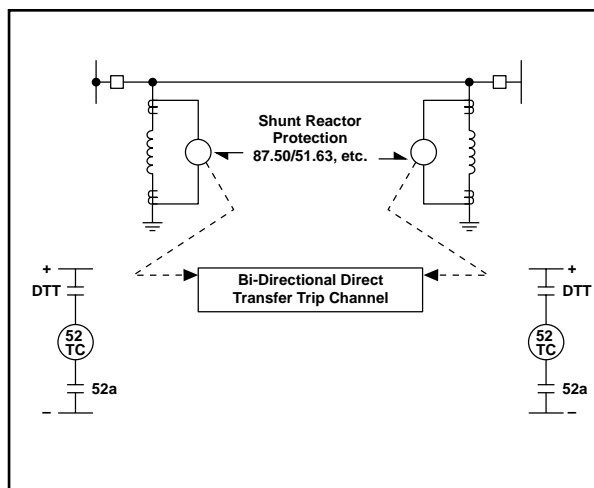 Shunt Reactor
Protection
87.50/51.63, etc.
Bi-Directional Direct
Transfer Trip Channel
+
DTT
52
TC
52a
–
+
DTT
52
TC
52a
–